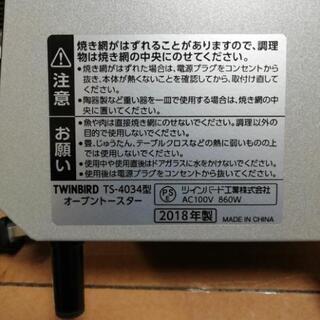 注意
焼き網がはずれることがありますので、調理
物は焼き網の中央にのせてください。
●焼き網がはずれた場合は、電源プラグをコンセントから
抜き、本体が熱くないことを確認してから、取付け直して
ください。
●陶器製など重い器を一皿で使用する場合は、焼き網の中
央に置いてください。
お願い
●魚や肉は直接焼き網にのせないでください。調理以外の
目的で使用しないでください。
●畳、じゅうたん、テーブルクロスなどの熱に弱いものの上
では使用しないでください。
●使用中や使用直後はドアガラスに水をかけないでください。
●使用後は電源プラグをコンセントから抜いてください。
TWINBIRD TS-4034型
オーブントースター
PS
ツインバード工業株式会社
AC100V 860W
2018年製
MADE IN CHINA